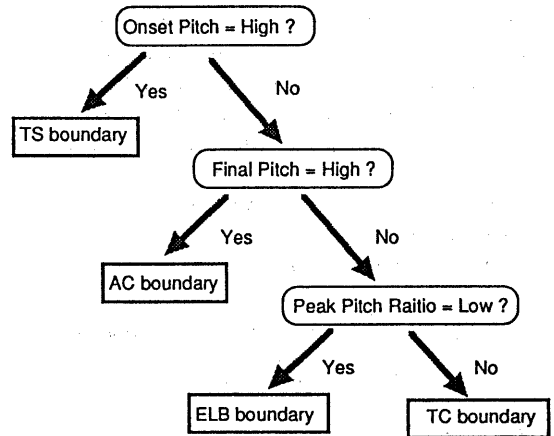 Onset Pitch = High ?
Yes
No
TS boundary
Final Pitch = High ?
Yes
No
AC boundary
Peak Pitch Raitio = Low ?
Yes
No
ELB boundary
TC boundary